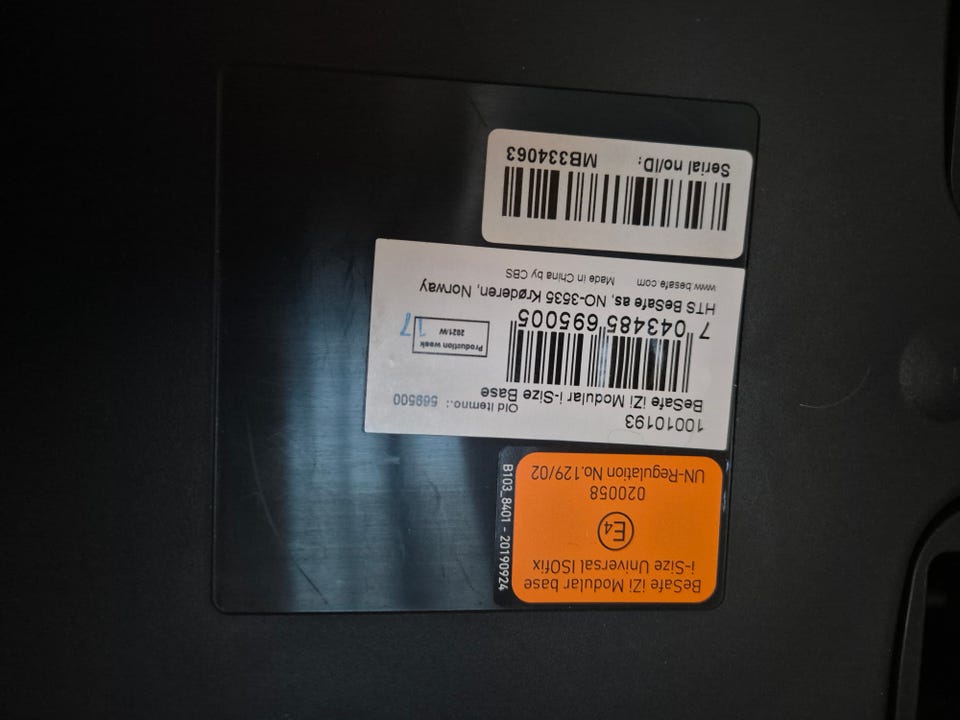 BeSafe iZi Modular base
i-Size Universal ISOfix
E4
020058
UN-Regulation No.129/02
B103_8401 - 20190924
10010193
BeSafe iZi Modular i-Size Base
Old Itemno.: 569500
7 043485 695005
Production week
2021/W
17
HTS BeSafe as, NO-3535 Krøderen, Norway
www.besafe.com Made in China by CBS
Serial no/ID: MB334063